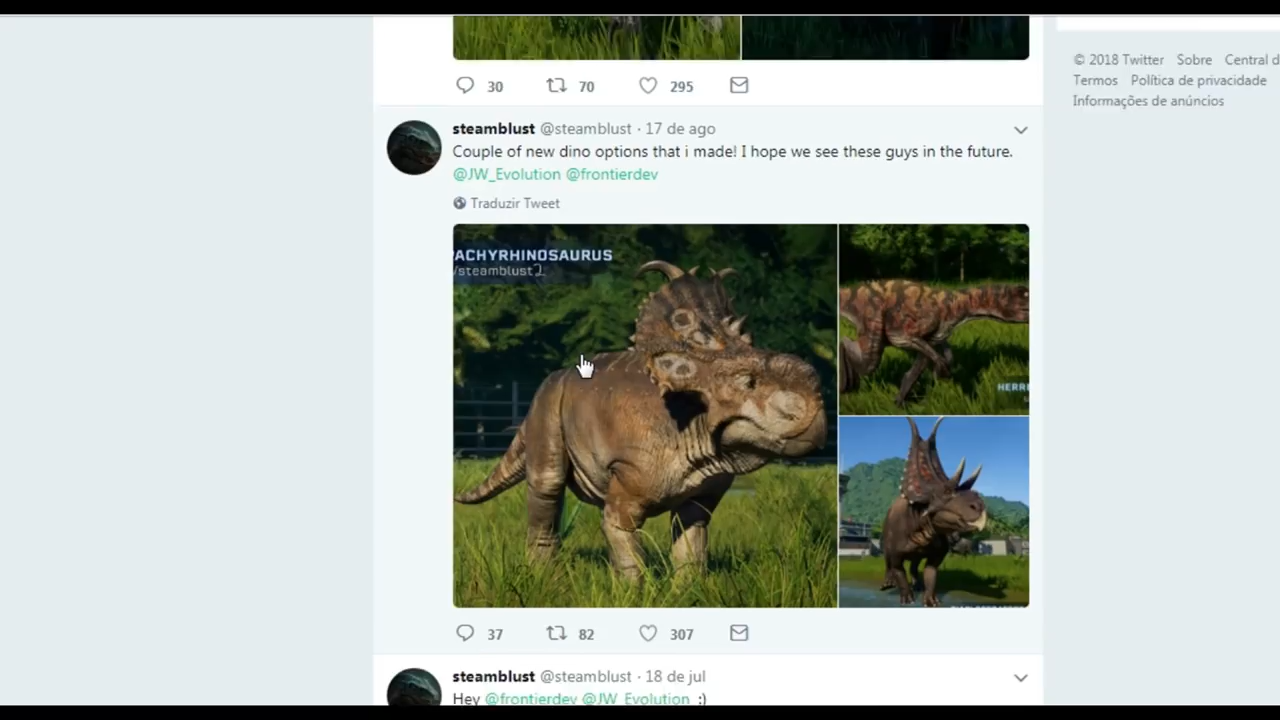 30 70 295
© 2018 Twitter Sobre Central d
Termos Política de privacidade
Informações de anúncios
steamblust @steamblust · 17 de ago
Couple of new dino options that i made! I hope we see these guys in the future.
@JW_Evolution @frontierdev
Traduzir Tweet
ACHYRHINOSAURUS
/steamblust
HERR
37 82 307
steamblust @steamblust · 18 de jul
Hey @frontierdev @JW_Evolution :)